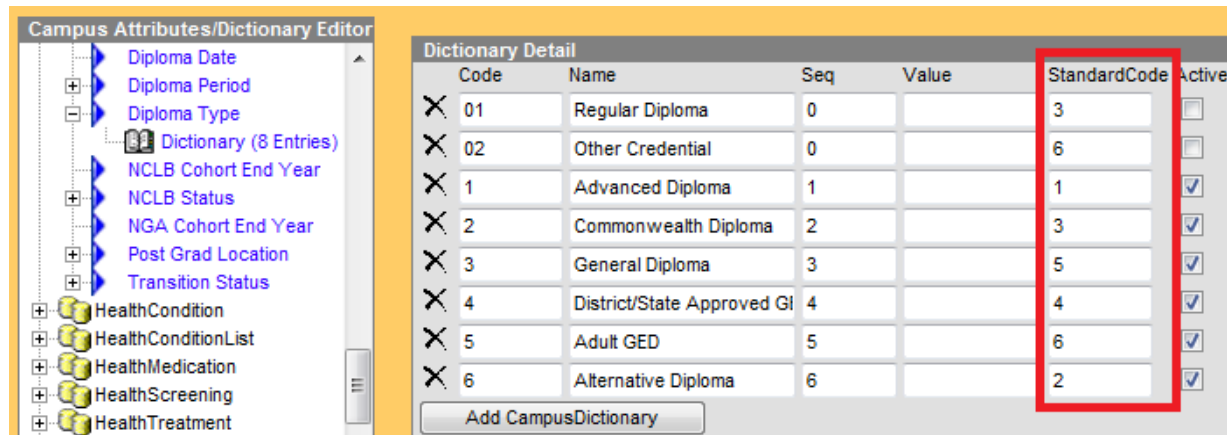 Campus Attributes/Dictionary Editor
Diploma Date
Diploma Period
Diploma Type
Dictionary (8 Entries)
NCLB Cohort End Year
NCLB Status
NGA Cohort End Year
Post Grad Location
Transition Status
HealthCondition
HealthConditionList
HealthMedication
HealthScreening
HealthTreatment
Dictionary Detail
Code Name Seq Value StandardCode Active
X 01 Regular Diploma 0 3
X 02 Other Credential 0 6
X 1 Advanced Diploma 1 1
X 2 Commonwealth Diploma 2 3
X 3 General Diploma 3 5
X 4 District/State Approved GE 4 4
X 5 Adult GED 5 6
X 6 Alternative Diploma 6 2
Add CampusDictionary